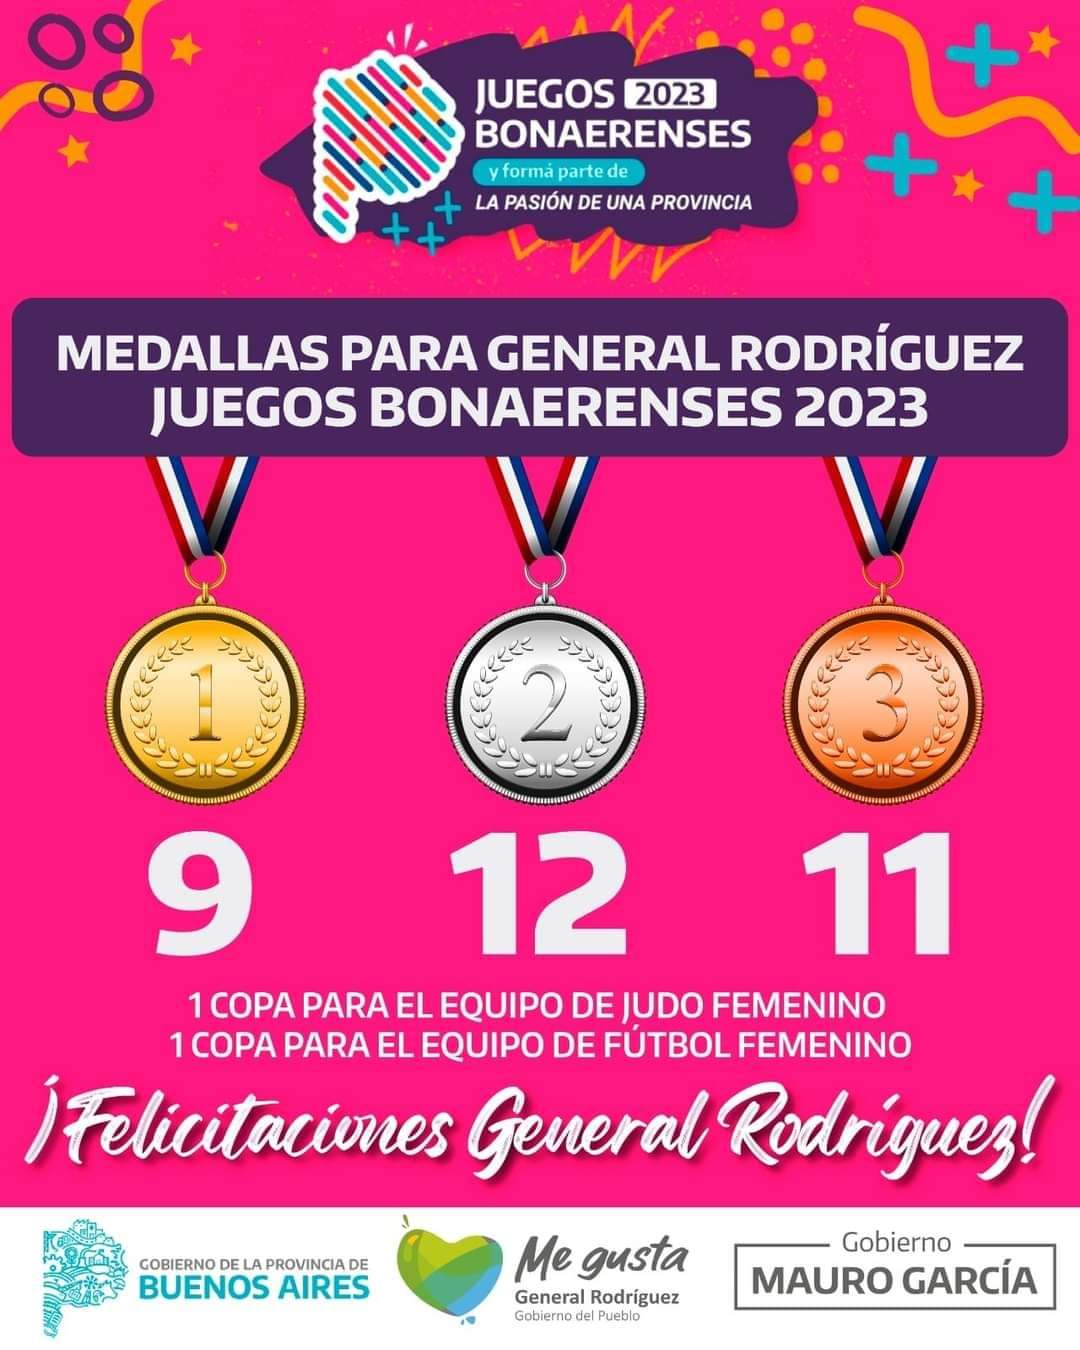 JUEGOS 2023
BONAERENSES
y formá parte de
LA PASIÓN DE UNA PROVINCIA
MEDALLAS PARA GENERAL RODRÍGUEZ
JUEGOS BONAERENSES 2023
1 2 3
9 12 11
1 COPA PARA EL EQUIPO DE JUDO FEMENINO
1 COPA PARA EL EQUIPO DE FÚTBOL FEMENINO
¡Felicitaciones General Rodríguez!
GOBIERNO DE LA PROVINCIA DE
BUENOS AIRES
Me gusta
General Rodríguez
Gobierno del Pueblo
Gobierno
MAURO GARCÍA